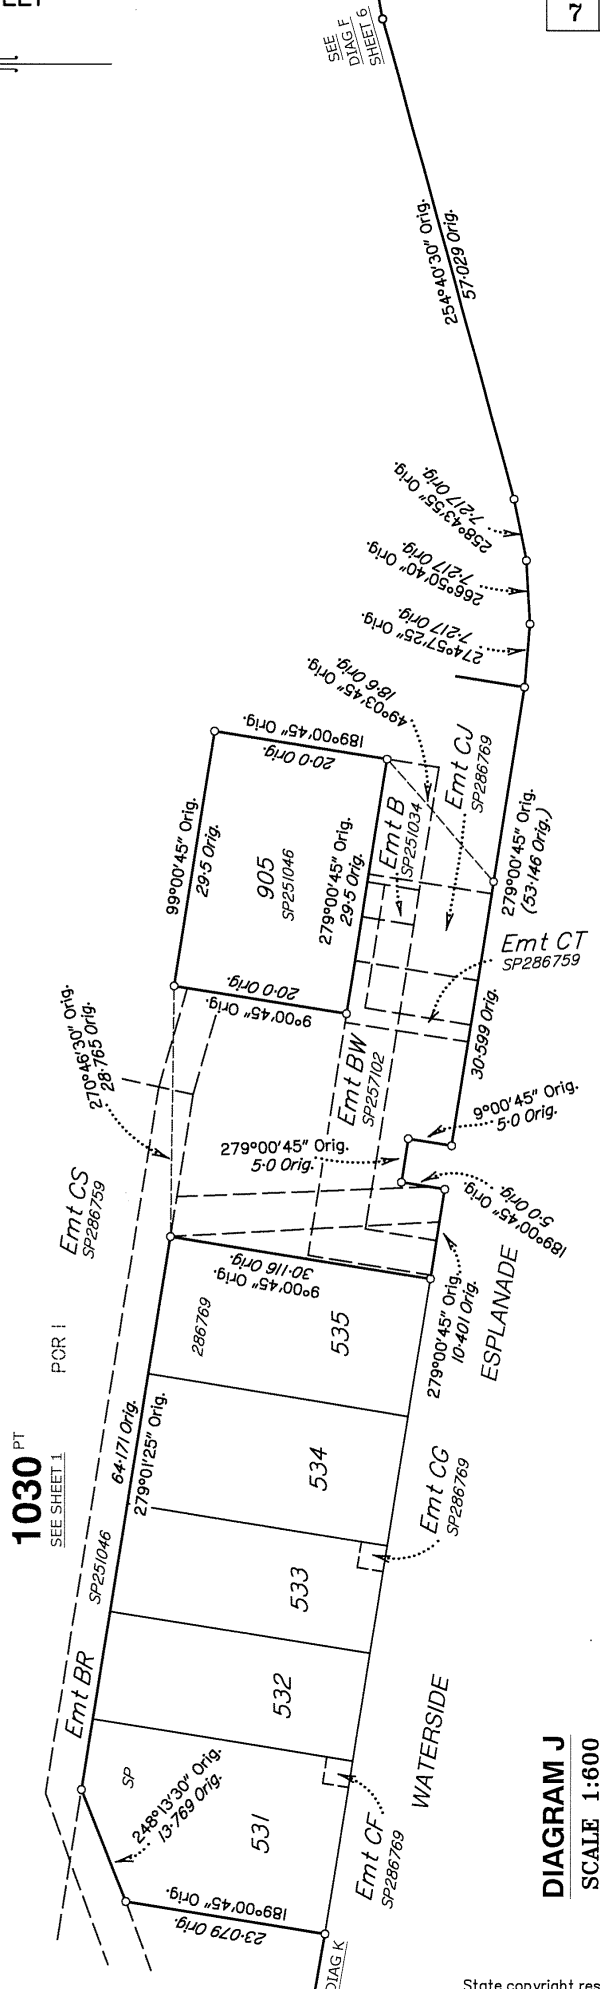 7
SEE
DIAG F
SHEET 6
254°40'30" Orig.
57·029 Orig.
258°43'55" Orig.
7·217 Orig.
266°50'40" Orig.
7·217 Orig.
274°57'25" Orig.
7·217 Orig.
49°03'45" Orig.
18·6 Orig.
189°00'45" Orig.
20·0 Orig.
Emt CJ
SP286769
Emt B
SP251034
99°00'45" Orig.
29·5 Orig.
905
SP251046
279°00'45" Orig.
29·5 Orig.
279°00'45" Orig.
(53·146 Orig.)
Emt CT
SP286759
20·0 Orig.
9°00'45" Orig.
270°46'30" Orig.
28·765 Orig.
30·599 Orig.
Emt BW
SP257102
9°00'45" Orig.
5·0 Orig.
279°00'45" Orig.
5·0 Orig.
189°00'45" Orig.
5·0 Orig.
Emt CS
SP286759
30·116 Orig.
9°00'45" Orig.
279°00'45" Orig.
10·401 Orig.
ESPLANADE
286769
535
POR 1
64·171 Orig.
279°01'25" Orig.
1030 PT
SEE SHEET 1
534
Emt CG
SP286769
SP251046
533
Emt BR
532
WATERSIDE
SP
248°13'30" Orig.
13·769 Orig.
531
Emt CF
SP286769
189°00'45" Orig.
23·079 Orig.
DIAG K
DIAGRAM J
SCALE 1:600
State copyright res